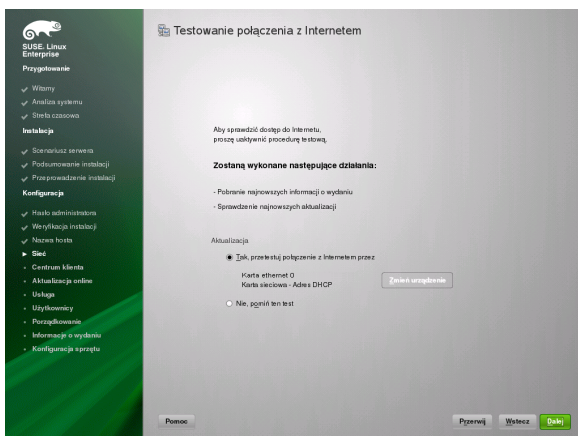 SUSE. Linux
Enterprise
Przygotowanie
Witamy
Analiza systemu
Strefa czasowa
Instalacja
Scenariusz serwera
Podsumowanie instalacji
Przeprowadzenie instalacji
Konfiguracja
Hasło administratora
Weryfikacja instalacji
Nazwa hosta
Sieć
Centrum klienta
Aktualizacja online
Usługa
Użytkownicy
Porządkowanie
Informacje o wydaniu
Konfiguracja sprzętu
Testowanie połączenia z Internetem
Aby sprawdzić dostęp do Internetu,
proszę uaktywnić procedurę testową.
Zostaną wykonane następujące działania:
- Pobranie najnowszych informacji o wydaniu
- Sprawdzenie najnowszych aktualizacji
Aktualizacja
Tak, przetestuj połączenie z Internetem przez
Karta ethernet 0
Karta sieciowa - Adres DHCP
Zmień urządzenie
Nie, pomiń ten test
Pomoc
Przerwij
Wstecz
Dalej